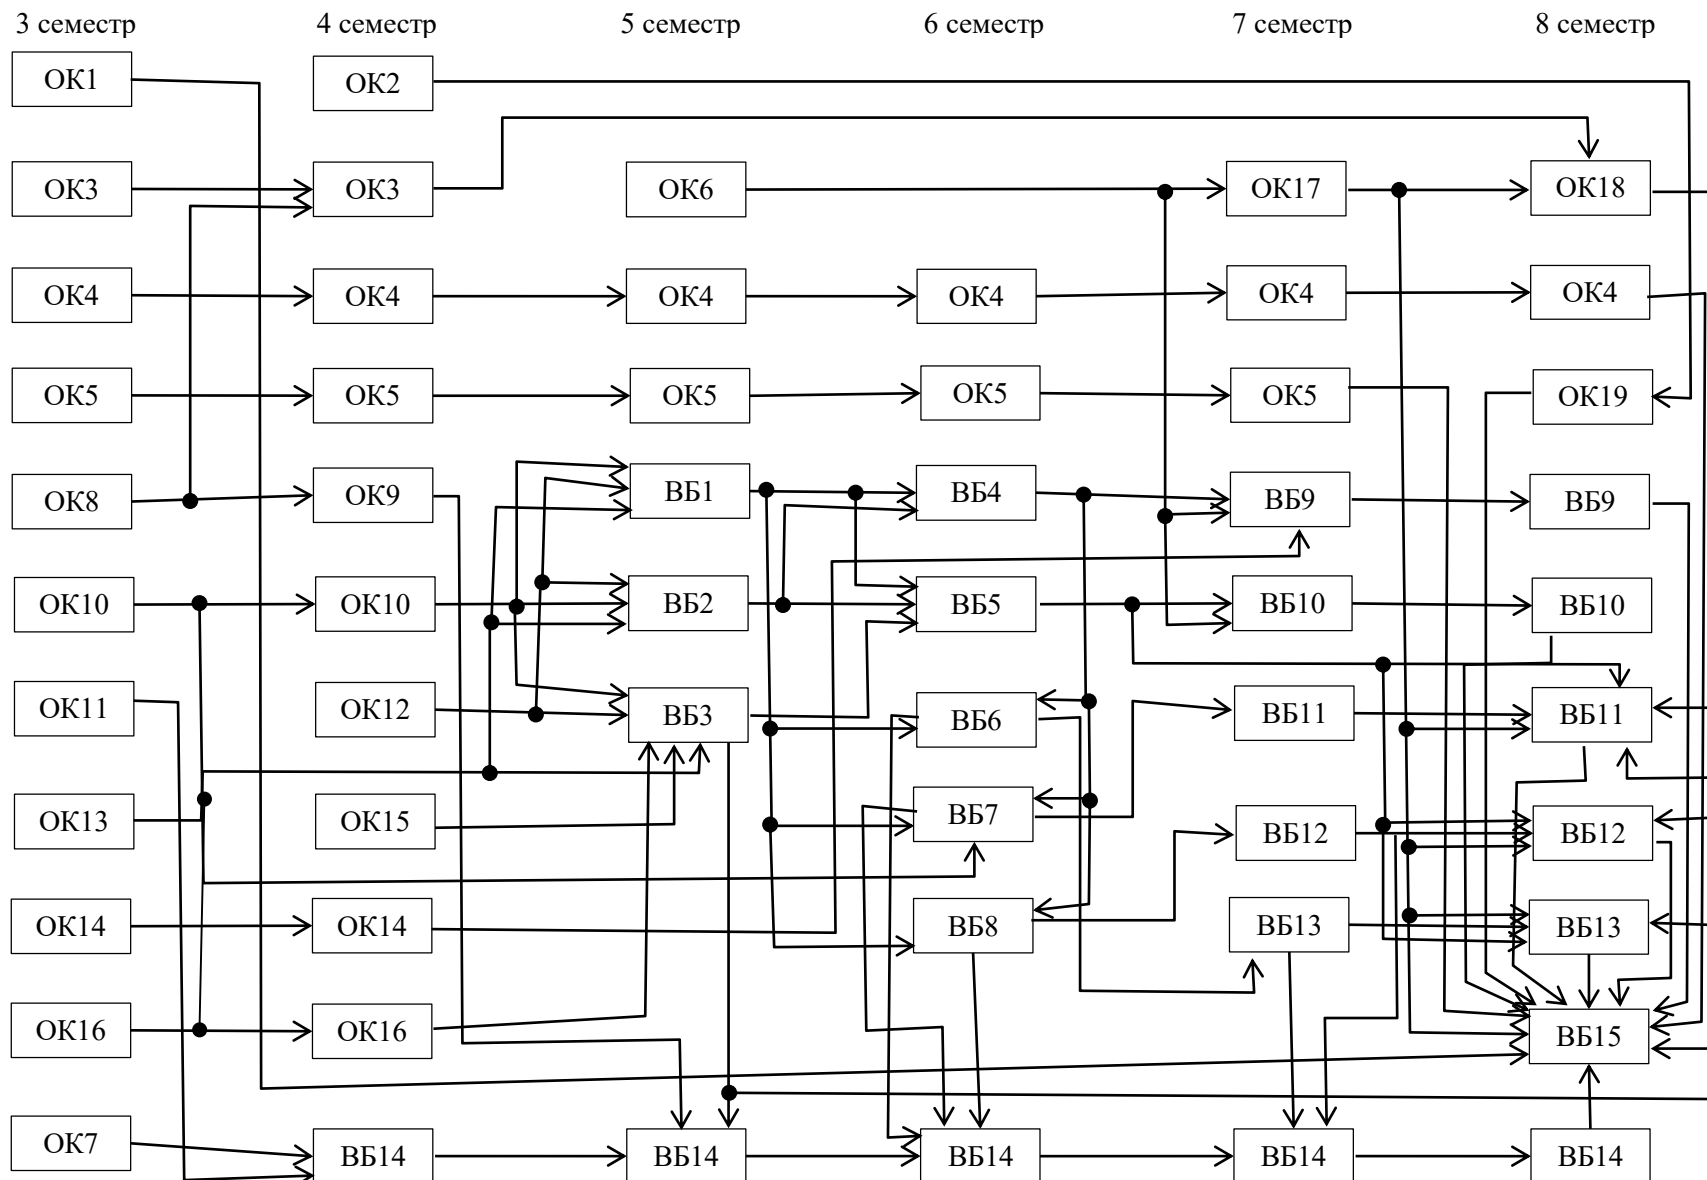 3 семестр 4 семестр 5 семестр 6 семестр 7 семестр 8 семестр
ОК1 ОК2
ОК3 ОК3 ОК6 ОК17 ОК18
ОК4 ОК4 ОК4 ОК4 ОК4 ОК4
ОК5 ОК5 ОК5 ОК5 ОК5 ОК19
ОК8 ОК9 ВБ1 ВБ4 ВБ9 ВБ9
ОК10 ОК10 ВБ2 ВБ5 ВБ10 ВБ10
ОК11 ОК12 ВБ3 ВБ6 ВБ11 ВБ11
ОК13 ОК15 ВБ7 ВБ12 ВБ12
ОК14 ОК14 ВБ8 ВБ13 ВБ13
ОК16 ОК16 ВБ15
ОК7 ВБ14 ВБ14 ВБ14 ВБ14 ВБ14